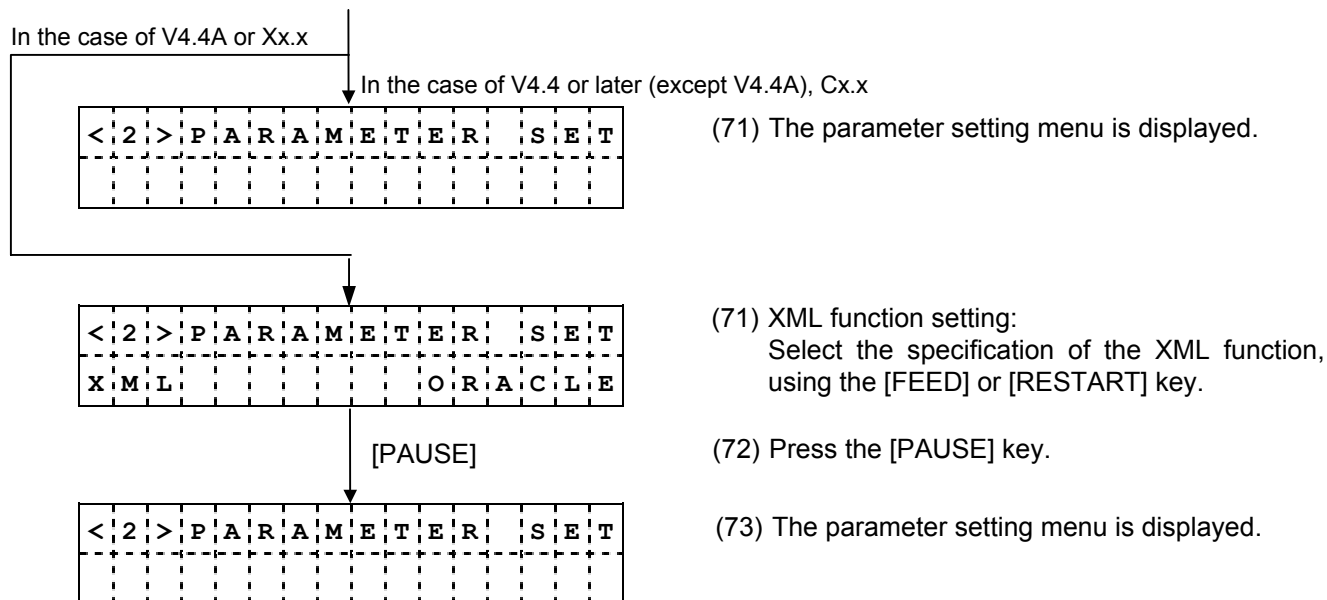 In the case of V4.4A or Xx.x
In the case of V4.4 or later (except V4.4A), Cx.x
<2>PARAMETER SET
(71) The parameter setting menu is displayed.
<2>PARAMETER SET
XML ORACLE
(71) XML function setting:
Select the specification of the XML function,
using the [FEED] or [RESTART] key.
[PAUSE]
(72) Press the [PAUSE] key.
<2>PARAMETER SET
(73) The parameter setting menu is displayed.